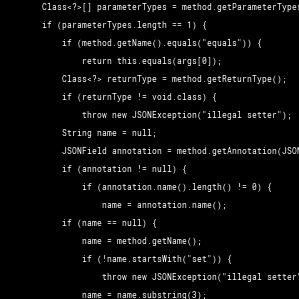 Class<?>[] parameterTypes = method.getParameterTypes
if (parameterTypes.length == 1) {
if (method.getName().equals("equals")) {
return this.equals(args[0]);
Class<?> returnType = method.getReturnType();
if (returnType != void.class) {
throw new JSONException("illegal setter");
String name = null;
JSONField annotation = method.getAnnotation(JSON
if (annotation != null) {
if (annotation.name().length() != 0) {
name = annotation.name();
if (name == null) {
name = method.getName();
if (!name.startsWith("set")) {
throw new JSONException("illegal setter"
name = name.substring(3);